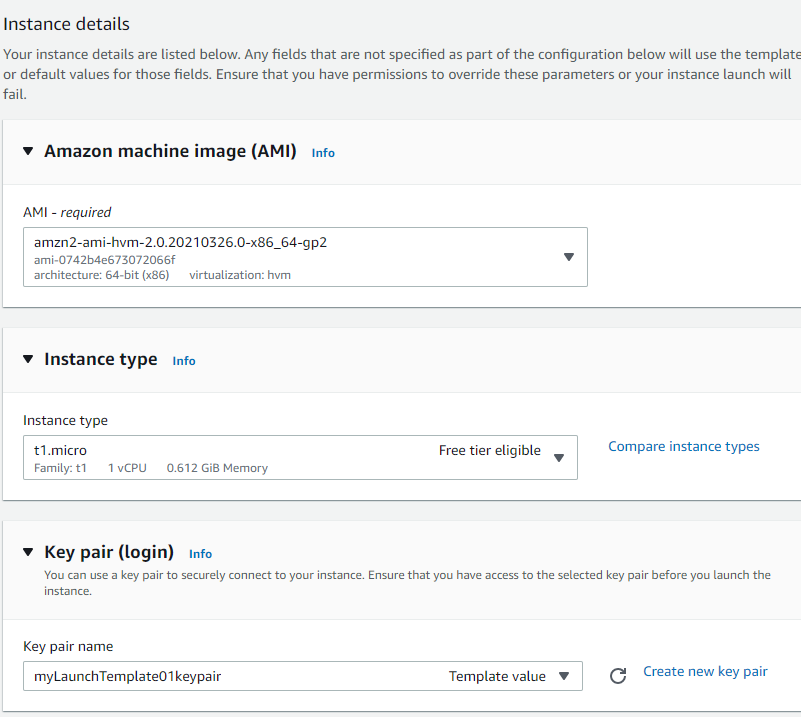 Instance details
Your instance details are listed below. Any fields that are not specified as part of the configuration below will use the template
or default values for those fields. Ensure that you have permissions to override these parameters or your instance launch will
fail.
Amazon machine image (AMI) Info
AMI - required
amzn2-ami-hvm-2.0.20210326.0-x86_64-gp2
ami-0742b4e673072066f
architecture: 64-bit (x86) virtualization: hvm
Instance type Info
Instance type
t1.micro Free tier eligible
Family: t1 1 vCPU 0.612 GiB Memory
Compare instance types
Key pair (login) Info
You can use a key pair to securely connect to your instance. Ensure that you have access to the selected key pair before you launch the
instance.
Key pair name
myLaunchTemplate01keypair Template value
Create new key pair